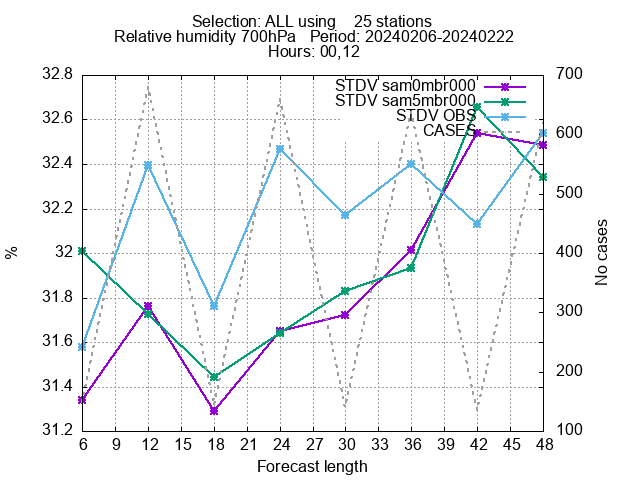 Selection: ALL using    25 stations
Relative humidity 700hPa   Period: 20240206-20240222
Hours: 00,12
32.8
32.6
32.4
32.2
32
31.8
31.6
31.4
31.2
%
STDV sam0mbr000
STDV sam5mbr000
STDV OBS
CASES
700
600
500
400
300
200
100
No cases
6 9 12 15 18 21 24 27 30 33 36 39 42 45 48
Forecast length